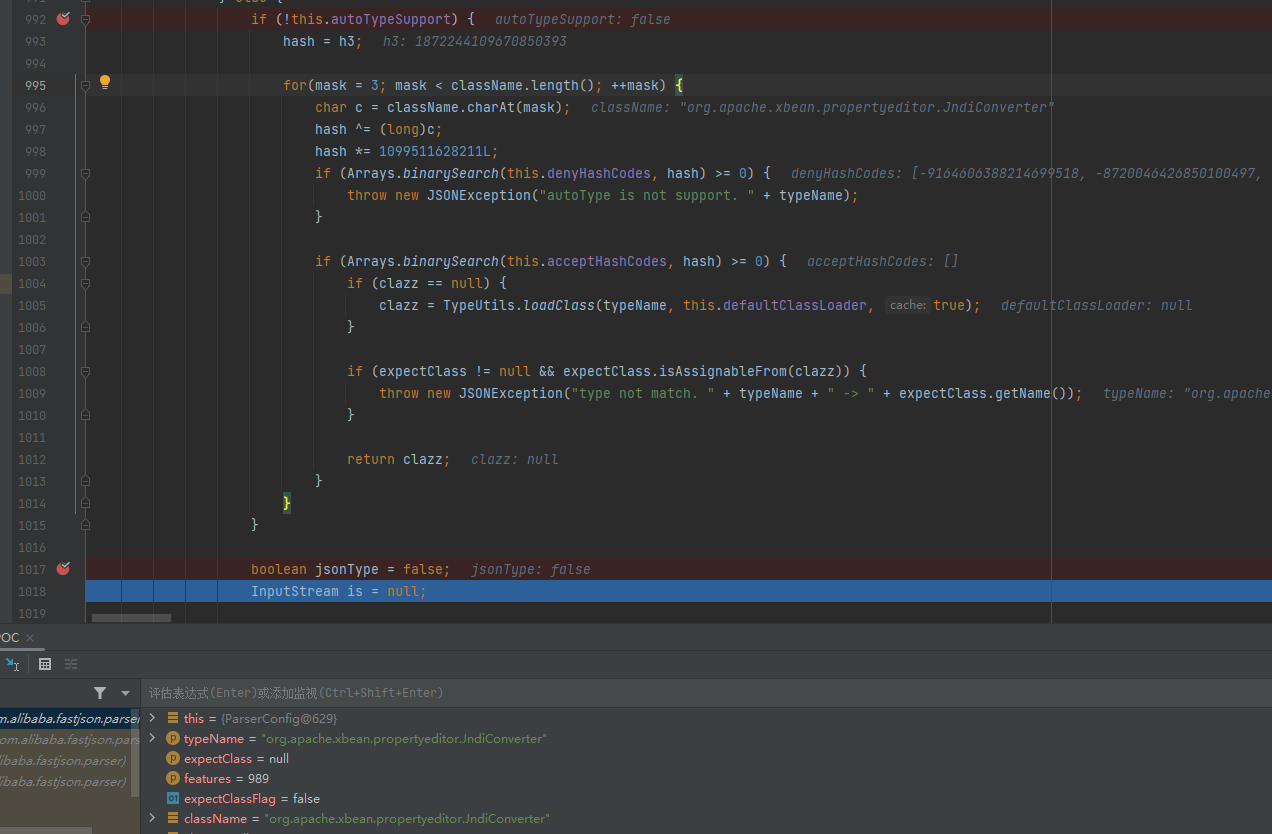 992 if (!this.autoTypeSupport) { autoTypeSupport: false
993 hash = h3; h3: 1872244109670850393
994
995 for(mask = 3; mask < className.length(); ++mask) {
996 char c = className.charAt(mask); className: "org.apache.xbean.propertyeditor.JndiConverter"
997 hash ^= (long)c;
998 hash *= 1099511628211L;
999 if (Arrays.binarySearch(this.denyHashCodes, hash) >= 0) { denyHashCodes: [-9164606388214699518, -8720046426850100497,
1000 throw new JSONException("autoType is not support. " + typeName);
1001 }
1002
1003 if (Arrays.binarySearch(this.acceptHashCodes, hash) >= 0) { acceptHashCodes: []
1004 if (clazz == null) {
1005 clazz = TypeUtils.loadClass(typeName, this.defaultClassLoader, cache: true); defaultClassLoader: null
1006 }
1007
1008 if (expectClass != null && expectClass.isAssignableFrom(clazz)) {
1009 throw new JSONException("type not match. " + typeName + " -> " + expectClass.getName()); typeName: "org.apache
1010 }
1011
1012 return clazz; clazz: null
1013 }
1014 }
1015 }
1016
1017 boolean jsonType = false; jsonType: false
1018 InputStream is = null;
1019
POC
评估表达式(Enter)或添加监视(Ctrl+Shift+Enter)
m.alibaba.fastjson.parser
om.alibaba.fastjson.pars
libaba.fastjson.parser)
libaba.fastjson.parser)
this = {ParserConfig@629}
typeName = "org.apache.xbean.propertyeditor.JndiConverter"
expectClass = null
features = 989
expectClassFlag = false
className = "org.apache.xbean.propertyeditor.JndiConverter"